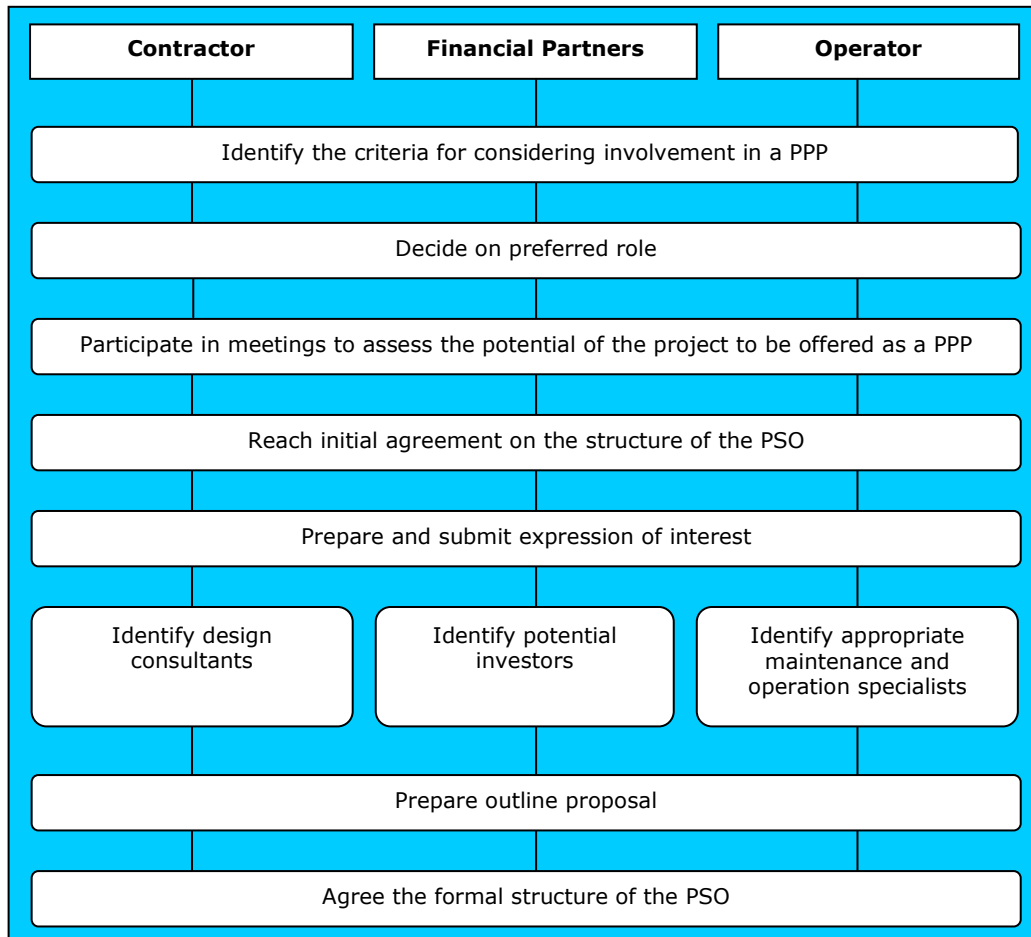 Contractor
Financial Partners
Operator
Identify the criteria for considering involvement in a PPP
Decide on preferred role
Participate in meetings to assess the potential of the project to be offered as a PPP
Reach initial agreement on the structure of the PSO
Prepare and submit expression of interest
Identify design
consultants
Identify potential
investors
Identify appropriate
maintenance and
operation specialists
Prepare outline proposal
Agree the formal structure of the PSO